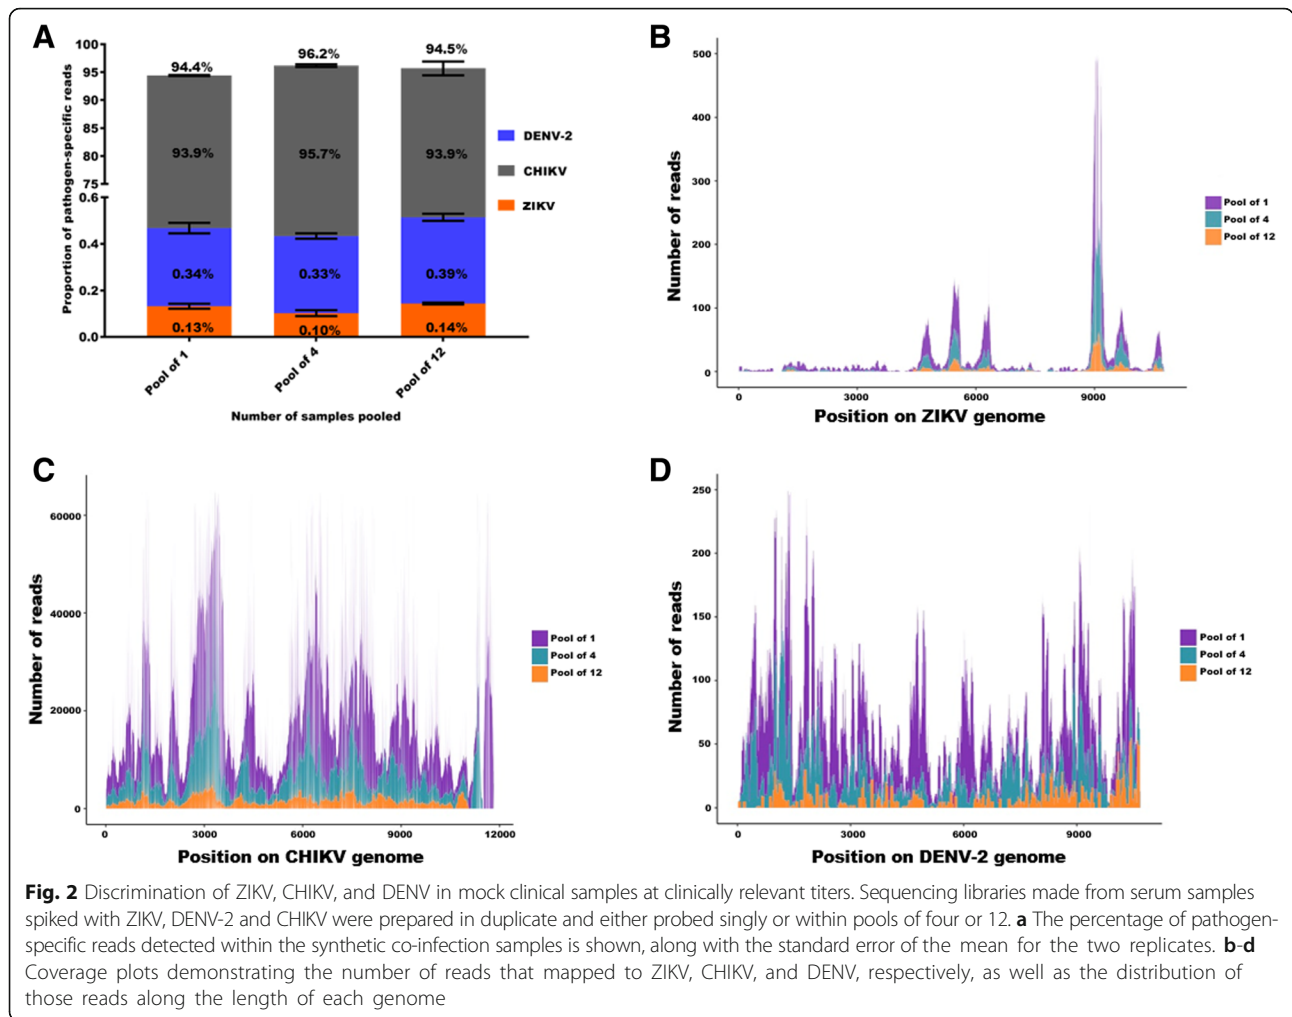 A
100
95
90
85
80
75
0.6
0.4
0.2
0.0
Proportion of pathogen-specific reads
94.4%
96.2%
94.5%
93.9%
95.7%
93.9%
0.34%
0.33%
0.39%
0.13%
0.10%
0.14%
Pool of 1
Pool of 4
Pool of 12
Number of samples pooled
DENV-2
CHIKV
ZIKV
B
500
400
300
200
100
0
Number of reads
0
3000
6000
9000
Position on ZIKV genome
Pool of 1
Pool of 4
Pool of 12
C
60000
40000
20000
0
Number of reads
0
3000
6000
9000
12000
Position on CHIKV genome
Pool of 1
Pool of 4
Pool of 12
D
250
200
150
100
50
0
Number of reads
0
3000
6000
9000
Position on DENV-2 genome
Pool of 1
Pool of 4
Pool of 12
Fig. 2 Discrimination of ZIKV, CHIKV, and DENV in mock clinical samples at clinically relevant titers. Sequencing libraries made from serum samples
spiked with ZIKV, DENV-2 and CHIKV were prepared in duplicate and either probed singly or within pools of four or 12. a The percentage of pathogen-
specific reads detected within the synthetic co-infection samples is shown, along with the standard error of the mean for the two replicates. b-d
Coverage plots demonstrating the number of reads that mapped to ZIKV, CHIKV, and DENV, respectively, as well as the distribution of
those reads along the length of each genome